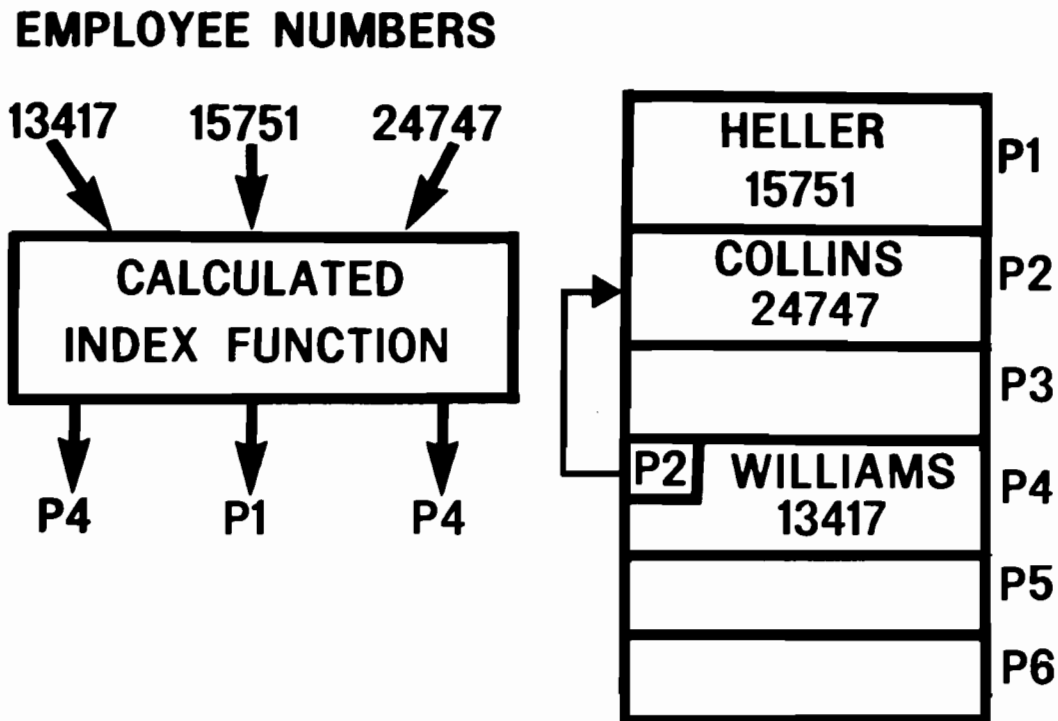 EMPLOYEE NUMBERS
13417 15751 24747
CALCULATED
INDEX FUNCTION
P4 P1 P4
HELLER
15751
P1
COLLINS
24747
P2
P3
P2 WILLIAMS
13417
P4
P5
P6